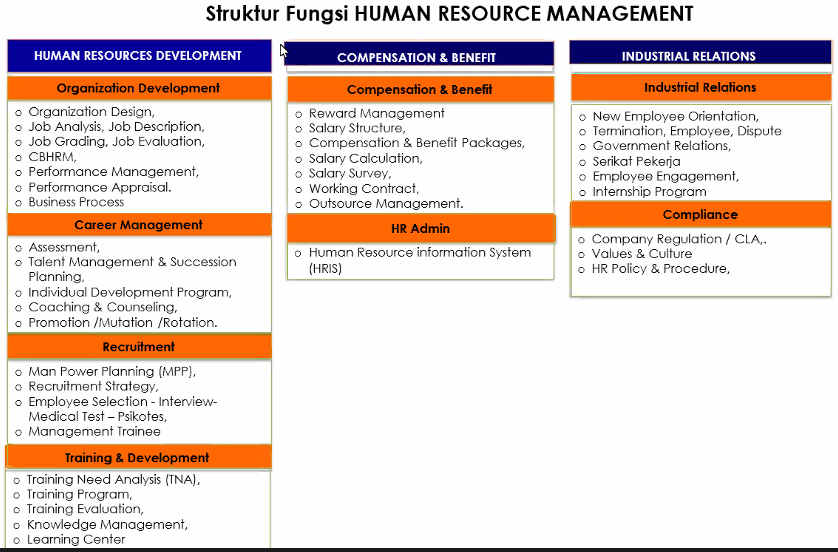 Struktur Fungsi HUMAN RESOURCE MANAGEMENT
HUMAN RESOURCES DEVELOPMENT
Organization Development
o Organization Design,
o Job Analysis, Job Description,
o Job Grading, Job Evaluation,
o CBHRM,
o Performance Management,
o Performance Appraisal.
o Business Process
Career Management
o Assessment,
o Talent Management & Succession
Planning,
o Individual Development Program,
o Coaching & Counseling,
o Promotion /Mutation /Rotation.
Recruitment
o Man Power Planning (MPP),
o Recruitment Strategy,
o Employee Selection - Interview-
Medical Test – Psikotes,
o Management Trainee
Training & Development
o Training Need Analysis (TNA),
o Training Program,
o Training Evaluation,
o Knowledge Management,
o Learning Center
COMPENSATION & BENEFIT
Compensation & Benefit
o Reward Management
o Salary Structure,
o Compensation & Benefit Packages,
o Salary Calculation,
o Salary Survey,
o Working Contract,
o Outsource Management.
HR Admin
o Human Resource information System
(HRIS)
INDUSTRIAL RELATIONS
Industrial Relations
o New Employee Orientation,
o Termination, Employee, Dispute
o Government Relations,
o Serikat Pekerja
o Employee Engagement,
o Internship Program
Compliance
o Company Regulation / CLA,.
o Values & Culture
o HR Policy & Procedure,